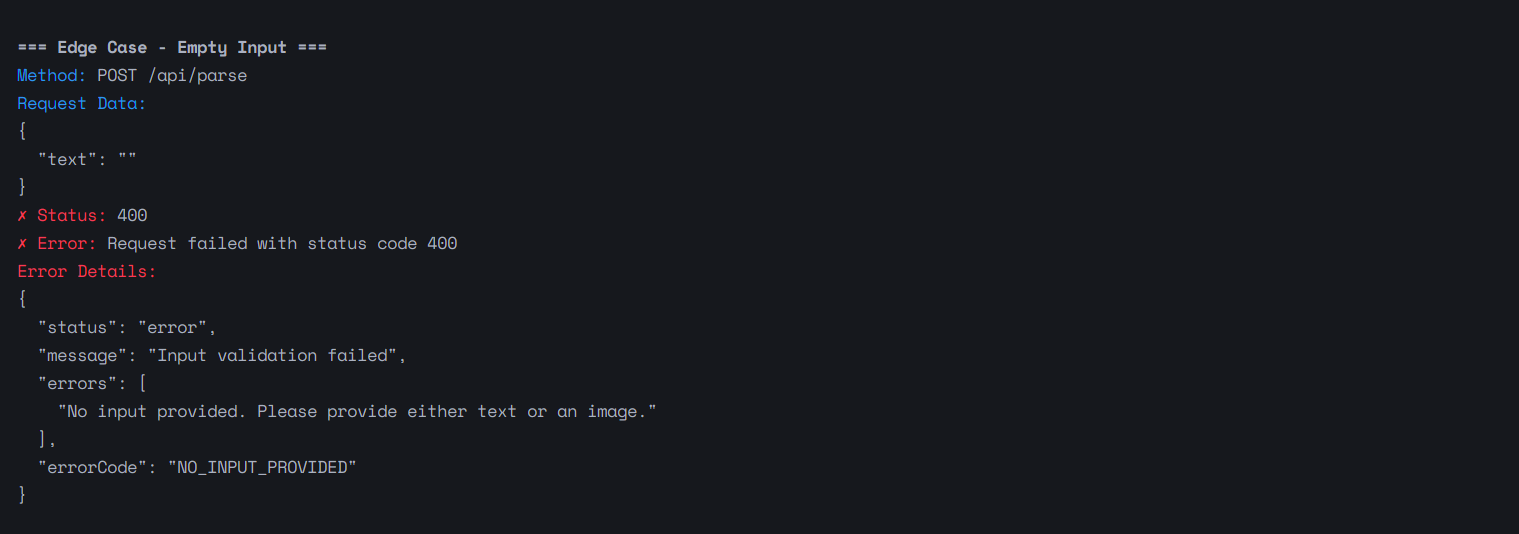 === Edge Case - Empty Input ===
Method: POST /api/parse
Request Data:
{
  "text": ""
}
✗ Status: 400
✗ Error: Request failed with status code 400
Error Details:
{
  "status": "error",
  "message": "Input validation failed",
  "errors": [
    "No input provided. Please provide either text or an image."
  ],
  "errorCode": "NO_INPUT_PROVIDED"
}